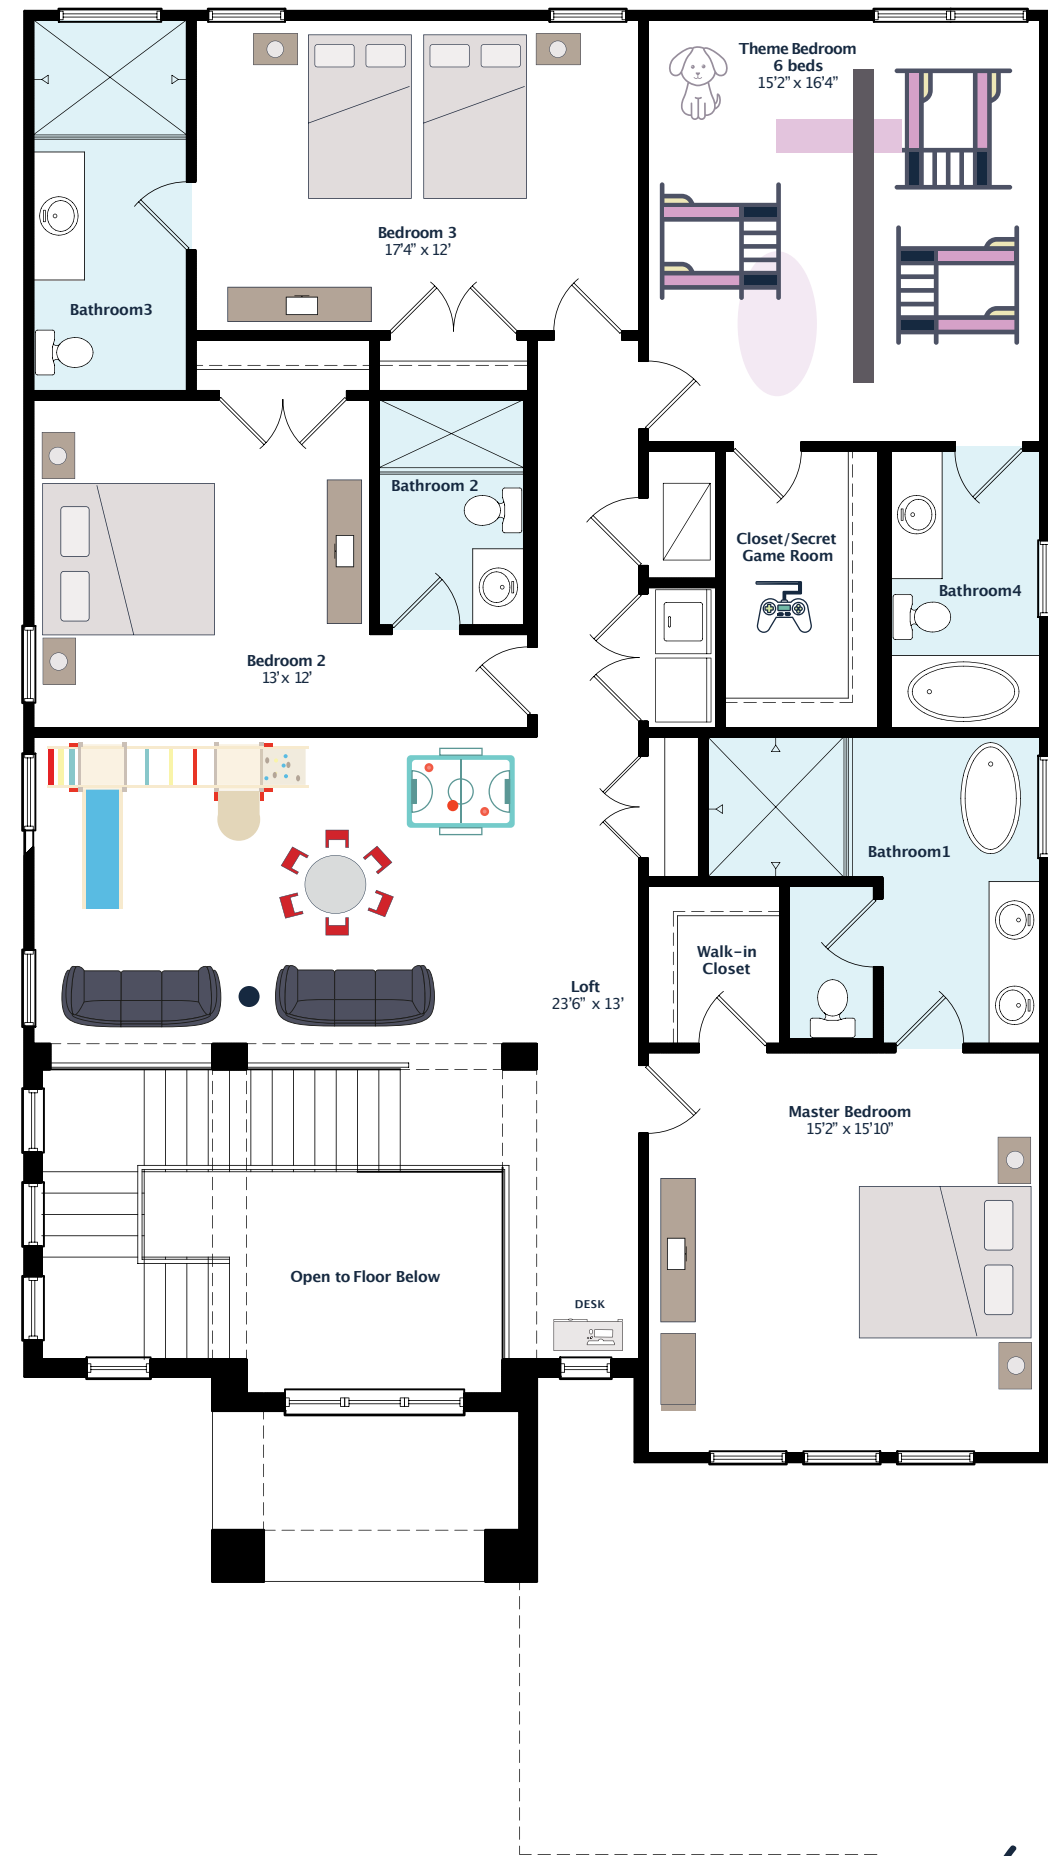 Theme Bedroom
6 beds
15'2" x 16'4"
Bedroom 3
17'4" x 12'
Bathroom3
Bathroom 2
Closet/Secret
Game Room
Bathroom4
Bedroom 2
13' x 12'
Bathroom1
Walk-in
Closet
Loft
23'6" x 13'
Master Bedroom
15'2" x 15'10"
Open to Floor Below
DESK